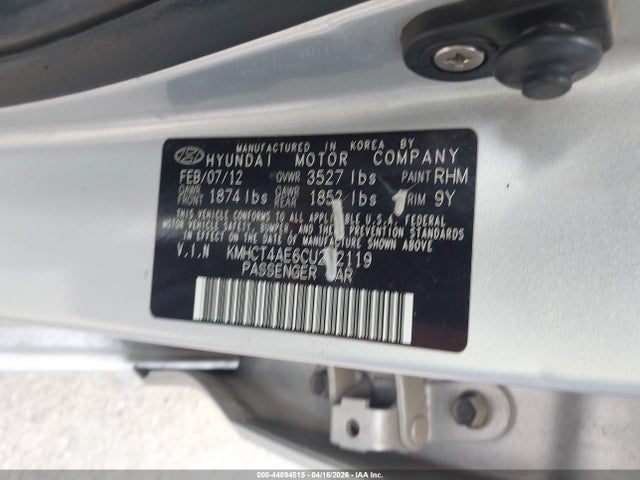 MANUFACTURED IN KOREA BY
HYUNDAI MOTOR COMPANY
FEB/07/12 GVWR 3527 lbs PAINT RHM
GAWR FRONT 1874 lbs GAWR REAR 1852 lbs TRIM 9Y
THIS VEHICLE CONFORMS TO ALL APPLICABLE U.S.A. FEDERAL
MOTOR VEHICLE SAFETY, BUMPER, AND THEFT PREVENTION
STANDARDS IN EFFECT ON THE DATE OF MANUFACTURE SHOWN ABOVE.
V.I.N
PASSENGER CAR
000-44894515 - 04/16/2026 - IAA Inc.